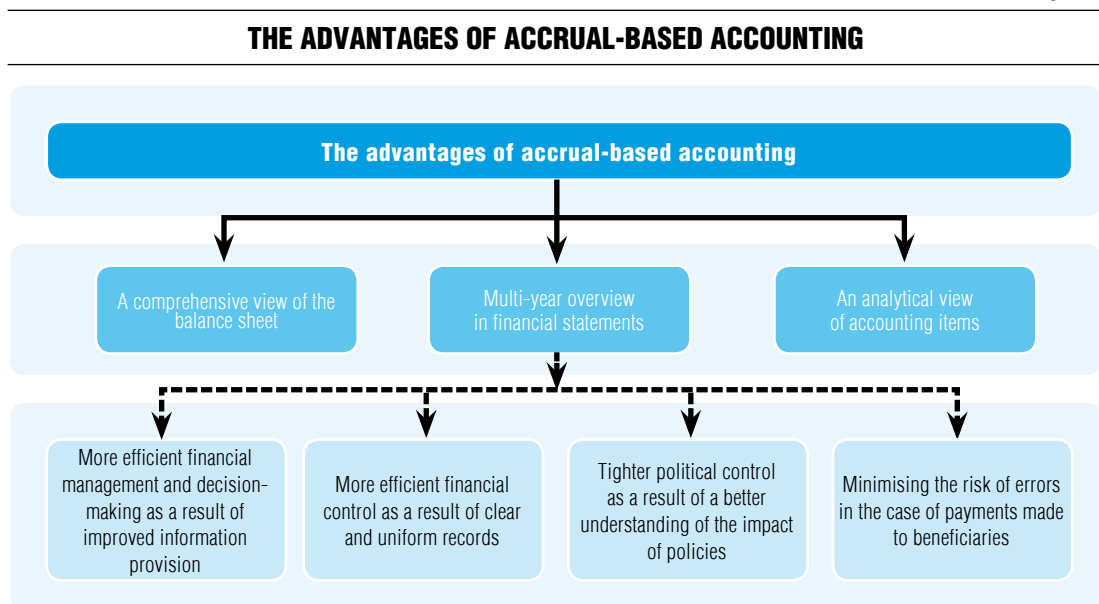 THE ADVANTAGES OF ACCRUAL-BASED ACCOUNTING
The advantages of accrual-based accounting
A comprehensive view of the
balance sheet
Multi-year overview
in financial statements
An analytical view
of accounting items
More efficient financial
management and decision-
making as a result of
improved information
provision
More efficient financial
control as a result of clear
and uniform records
Tighter political control
as a result of a better
understanding of the impact
of policies
Minimising the risk of errors
in the case of payments made
to beneficiaries